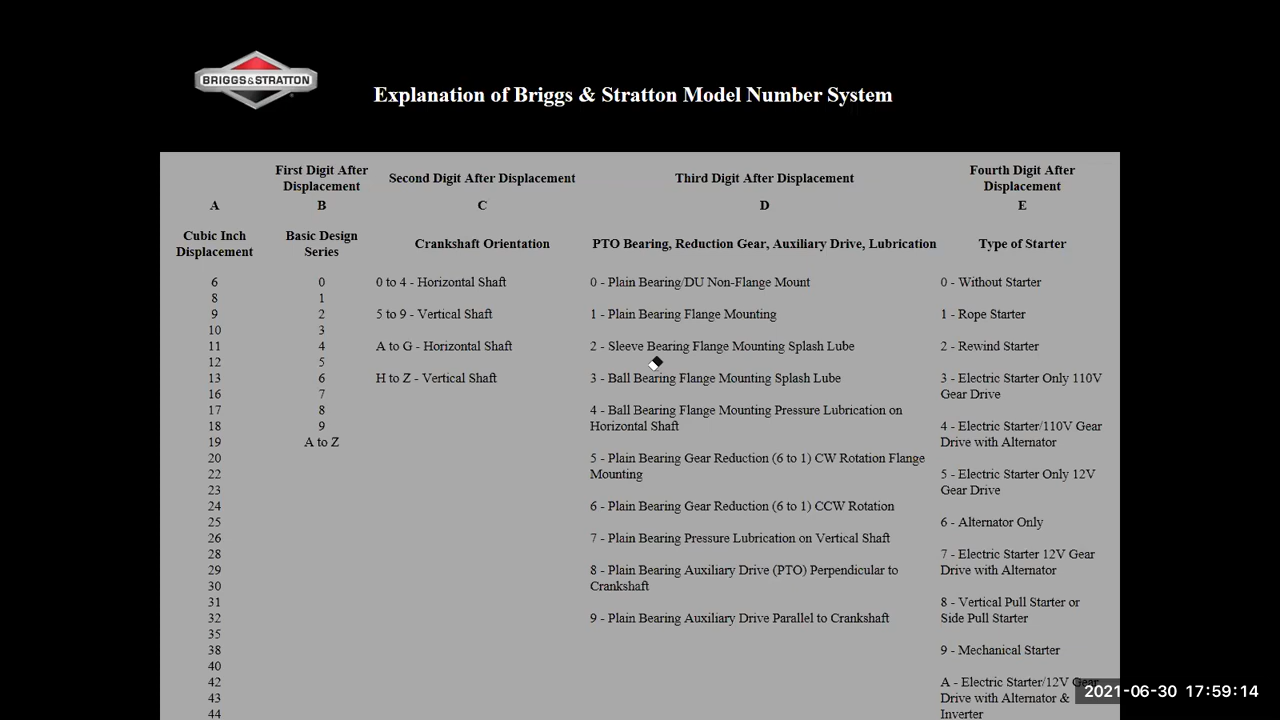 BRIGGS & STRATTON
Explanation of Briggs & Stratton Model Number System
First Digit After
Displacement
Second Digit After Displacement
Third Digit After Displacement
Fourth Digit After
Displacement
A
B
C
D
E
Cubic Inch
Displacement
Basic Design
Series
Crankshaft Orientation
PTO Bearing, Reduction Gear, Auxiliary Drive, Lubrication
Type of Starter
6
8
9
10
11
12
13
16
17
18
19
20
22
23
24
25
26
28
29
30
31
32
35
38
40
42
43
44
0
1
2
3
4
5
6
7
8
9
A to Z
0 to 4 - Horizontal Shaft
5 to 9 - Vertical Shaft
A to G - Horizontal Shaft
H to Z - Vertical Shaft
0 - Plain Bearing/DU Non-Flange Mount
1 - Plain Bearing Flange Mounting
2 - Sleeve Bearing Flange Mounting Splash Lube
3 - Ball Bearing Flange Mounting Splash Lube
4 - Ball Bearing Flange Mounting Pressure Lubrication on
Horizontal Shaft
5 - Plain Bearing Gear Reduction (6 to 1) CW Rotation Flange
Mounting
6 - Plain Bearing Gear Reduction (6 to 1) CCW Rotation
7 - Plain Bearing Pressure Lubrication on Vertical Shaft
8 - Plain Bearing Auxiliary Drive (PTO) Perpendicular to
Crankshaft
9 - Plain Bearing Auxiliary Drive Parallel to Crankshaft
0 - Without Starter
1 - Rope Starter
2 - Rewind Starter
3 - Electric Starter Only 110V
Gear Drive
4 - Electric Starter/110V Gear
Drive with Alternator
5 - Electric Starter Only 12V
Gear Drive
6 - Alternator Only
7 - Electric Starter 12V Gear
Drive with Alternator
8 - Vertical Pull Starter or
Side Pull Starter
9 - Mechanical Starter
A - Electric Starter/12V Gear
Drive with Alternator &
Inverter
2021-06-30 17:59:14